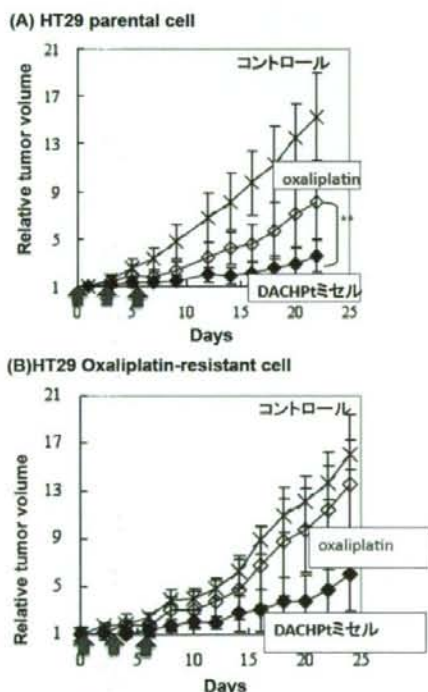 (A) HT29 parental cell
Relative tumor volume
21
17
13
9
5
1
コントロール
oxaliplatin
**
DACHPtミセル
0
5
10
15
20
25
Days
(B)HT29 Oxaliplatin-resistant cell
Relative tumor volume
21
17
13
9
5
1
コントロール
oxaliplatin
DACHPtミセル
0
5
10
15
20
25
Days